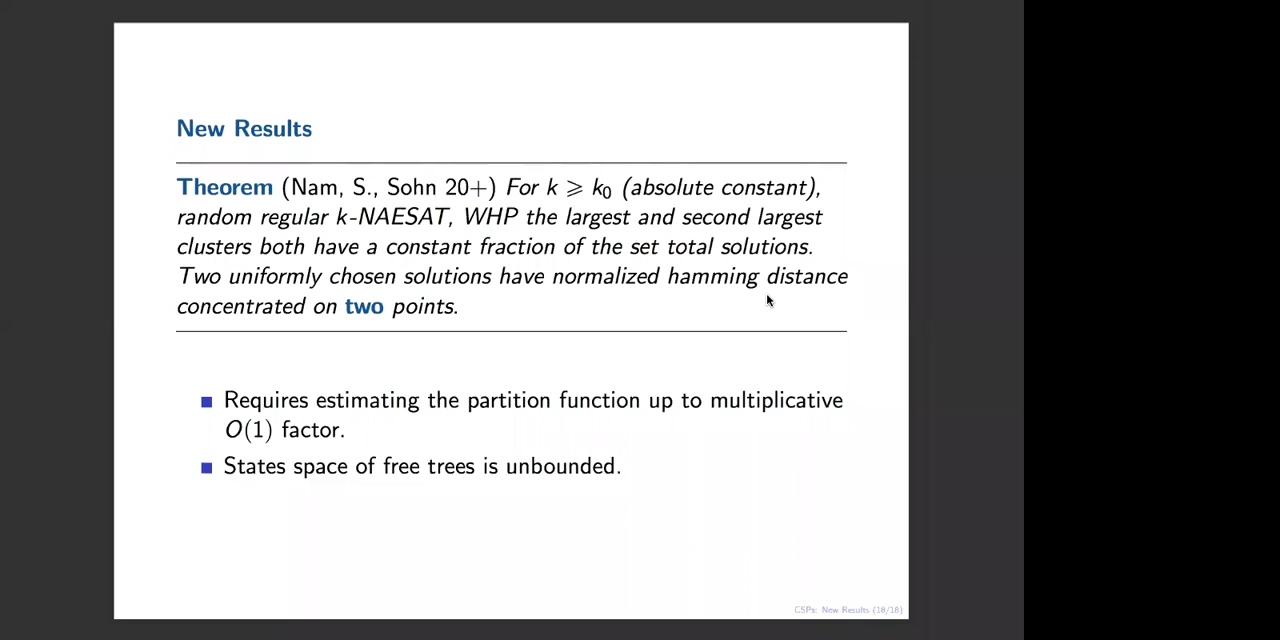 New Results
Theorem (Nam, S., Sohn 20+) For k ⩾ k₀ (absolute constant),
random regular k-NAESAT, WHP the largest and second largest
clusters both have a constant fraction of the set total solutions.
Two uniformly chosen solutions have normalized hamming distance
concentrated on two points.
■ Requires estimating the partition function up to multiplicative
O(1) factor.
■ States space of free trees is unbounded.
CSPs: New Results (18/18)